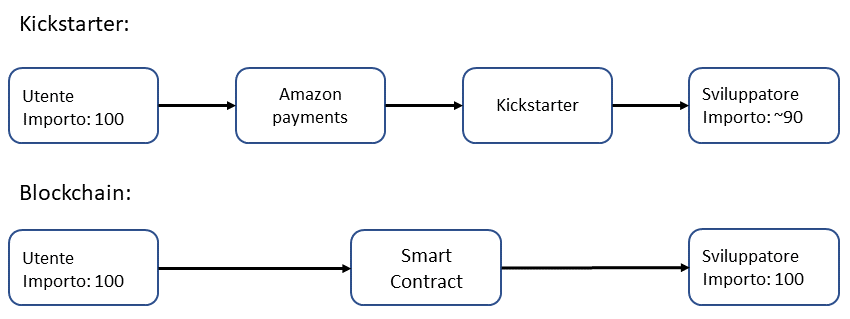 Kickstarter:
Utente
Importo: 100
Amazon
payments
Kickstarter
Sviluppatore
Importo: ~90
Blockchain:
Utente
Importo: 100
Smart
Contract
Sviluppatore
Importo: 100